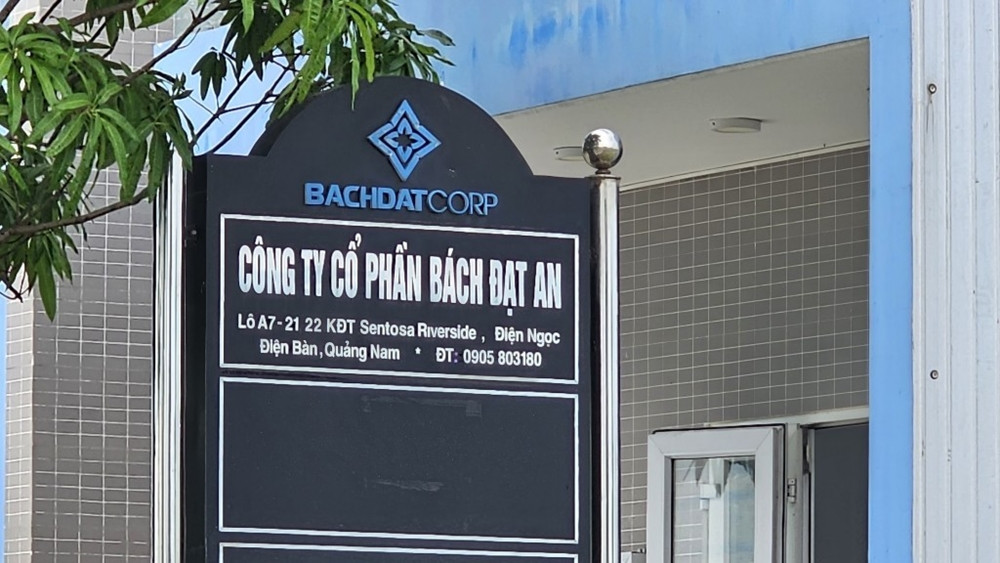 BACHDATCORP
CÔNG TY CỔ PHẦN BÁCH ĐẠT AN
Lô A7-21 22 KĐT Sentosa Riverside , Điện Ngọc
Điện Bàn, Quảng Nam * ĐT: 0905 803180